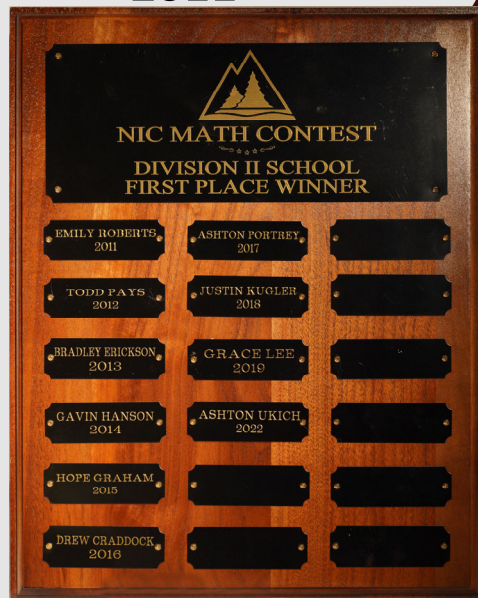 NIC MATH CONTEST
DIVISION II SCHOOL
FIRST PLACE WINNER
EMILY ROBERTS
2011
TODD PAYS
2012
BRADLEY ERICKSON
2013
GAVIN HANSON
2014
HOPE GRAHAM
2015
DREW CRADDOCK
2016
ASHTON PORTREY
2017
JUSTIN KUGLER
2018
GRACE LEE
2019
ASHTON UKICH
2022